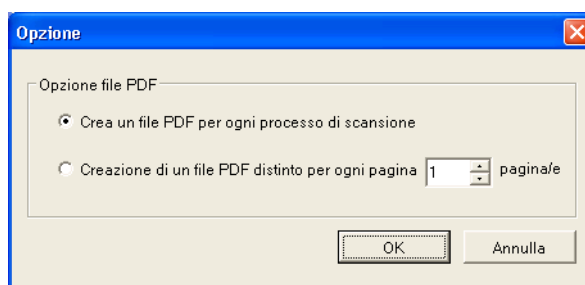 Opzione
Opzione file PDF
Crea un file PDF per ogni processo di scansione
Creazione di un file PDF distinto per ogni pagina 1 pagina/e
OK Annulla